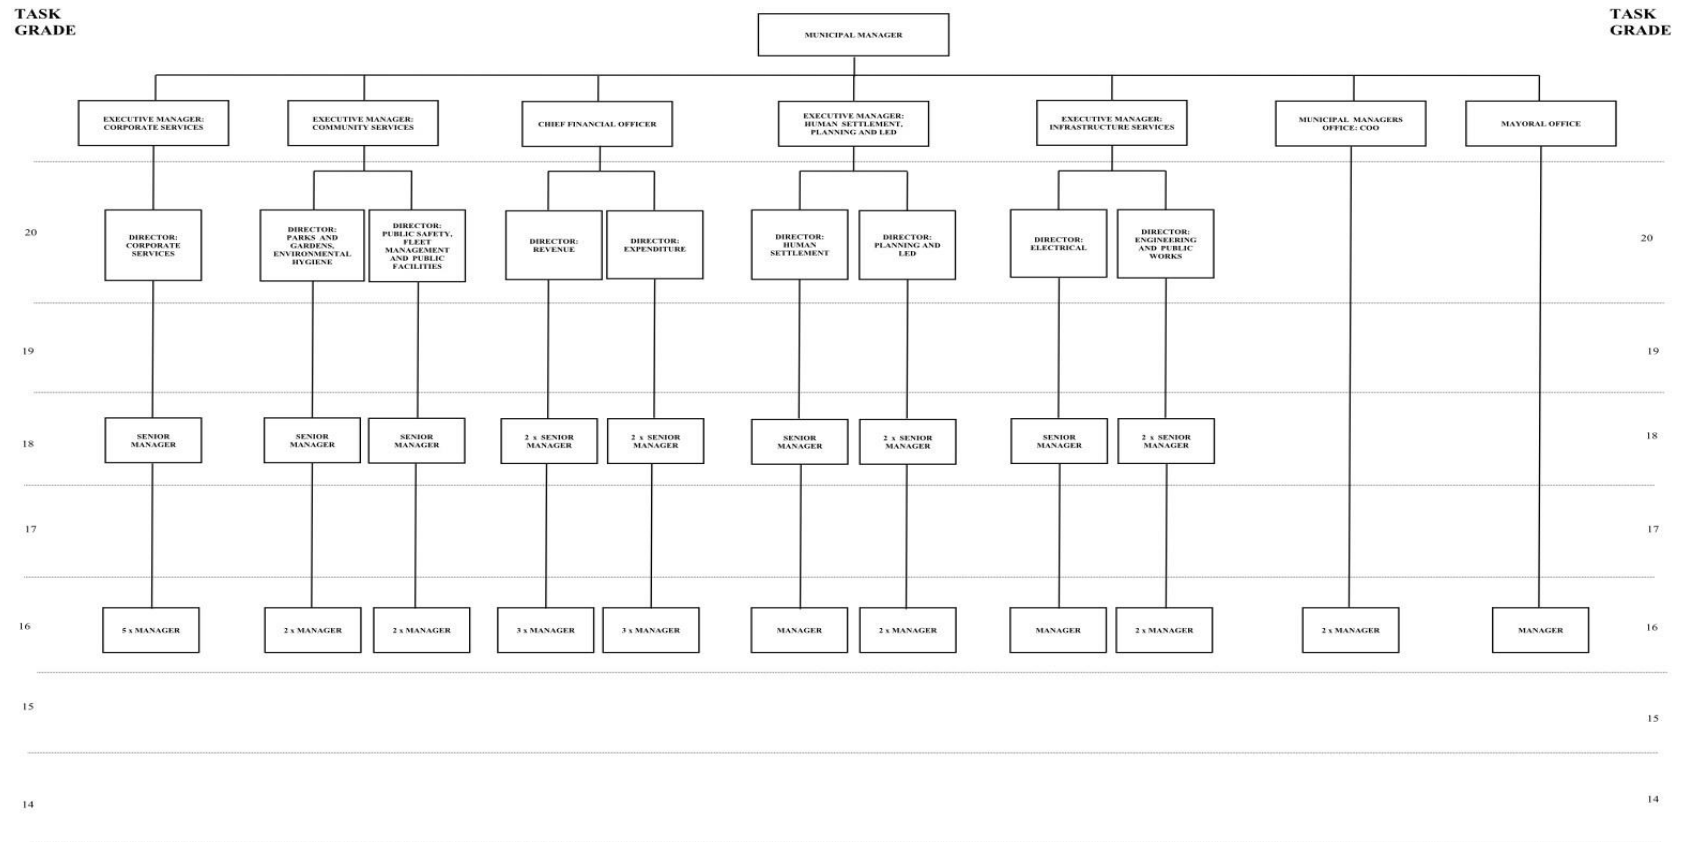 TASK
GRADE
TASK
GRADE
MUNICIPAL MANAGER
EXECUTIVE MANAGER:
CORPORATE SERVICES
EXECUTIVE MANAGER:
COMMUNITY SERVICES
CHIEF FINANCIAL OFFICER
EXECUTIVE MANAGER:
HUMAN SETTLEMENT,
PLANNING AND LED
EXECUTIVE MANAGER:
INFRASTRUCTURE SERVICES
MUNICIPAL MANAGERS
OFFICE: COO
MAYORAL OFFICE
20
DIRECTOR:
CORPORATE
SERVICES
DIRECTOR:
PARKS AND
GARDENS,
ENVIRONMENTAL
HYGIENE
DIRECTOR:
PUBLIC SAFETY,
FLEET
MANAGEMENT
AND PUBLIC
FACILITIES
DIRECTOR:
REVENUE
DIRECTOR:
EXPENDITURE
DIRECTOR:
HUMAN
SETTLEMENT
DIRECTOR:
PLANNING AND
LED
DIRECTOR:
ELECTRICAL
DIRECTOR:
ENGINEERING
AND PUBLIC
WORKS
20
19
19
18
SENIOR
MANAGER
SENIOR
MANAGER
SENIOR
MANAGER
2 x SENIOR
MANAGER
2 x SENIOR
MANAGER
SENIOR
MANAGER
2 x SENIOR
MANAGER
SENIOR
MANAGER
2 x SENIOR
MANAGER
18
17
17
16
5 x MANAGER
2 x MANAGER
2 x MANAGER
3 x MANAGER
3 x MANAGER
MANAGER
2 x MANAGER
MANAGER
2 x MANAGER
2 x MANAGER
MANAGER
16
15
15
14
14